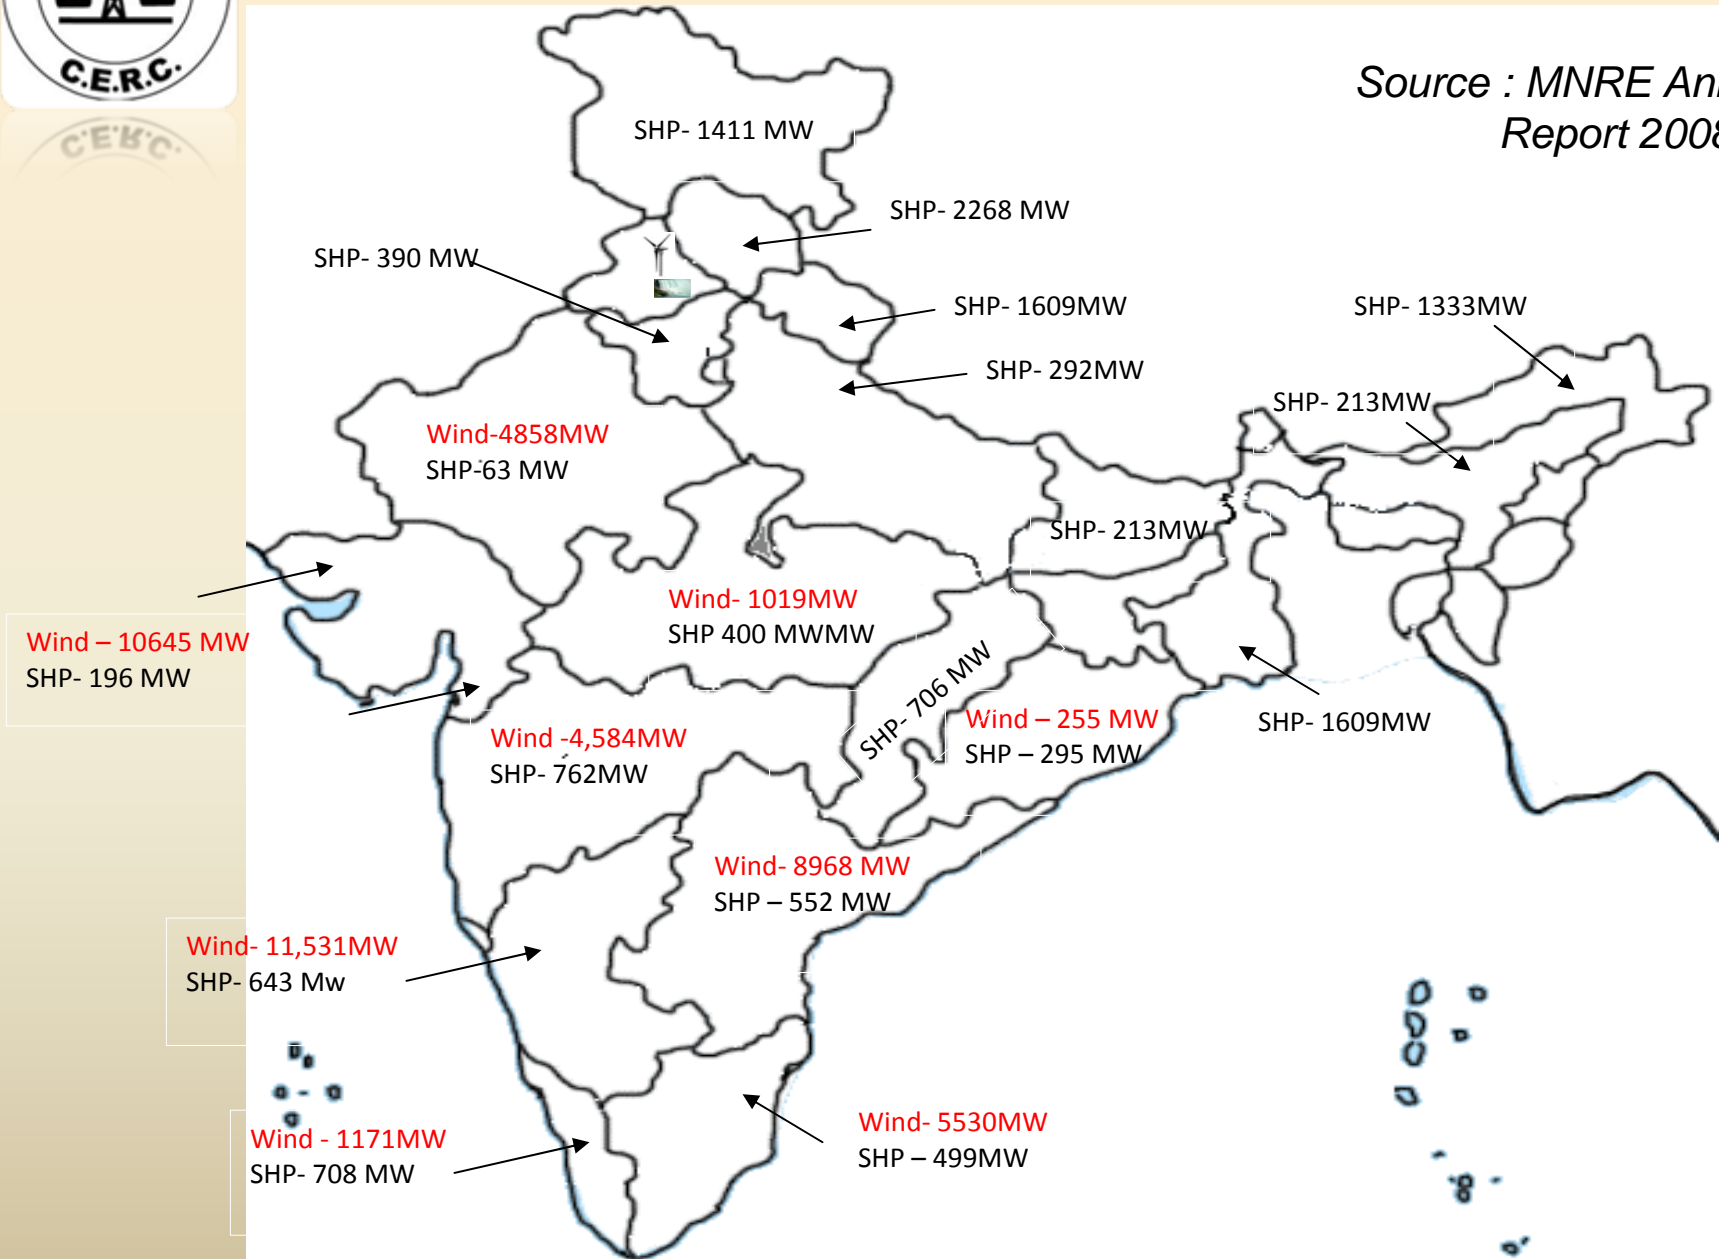 C.E.R.C.
Source : MNRE
Report
SHP- 1411 MW
SHP- 2268 MW
SHP- 390 MW
SHP- 1609MW
SHP- 1333MW
SHP- 292MW
SHP- 213MW
Wind-4858MW
SHP-63 MW
SHP- 213MW
Wind- 1019MW
SHP 400 MWMW
Wind – 10645 MW
SHP- 196 MW
SHP- 706 MW
Wind – 255 MW
SHP – 295 MW
SHP- 1609MW
Wind -4,584MW
SHP- 762MW
Wind- 8968 MW
SHP – 552 MW
Wind- 11,531MW
SHP- 643 Mw
Wind- 5530MW
SHP – 499MW
Wind - 1171MW
SHP- 708 MW